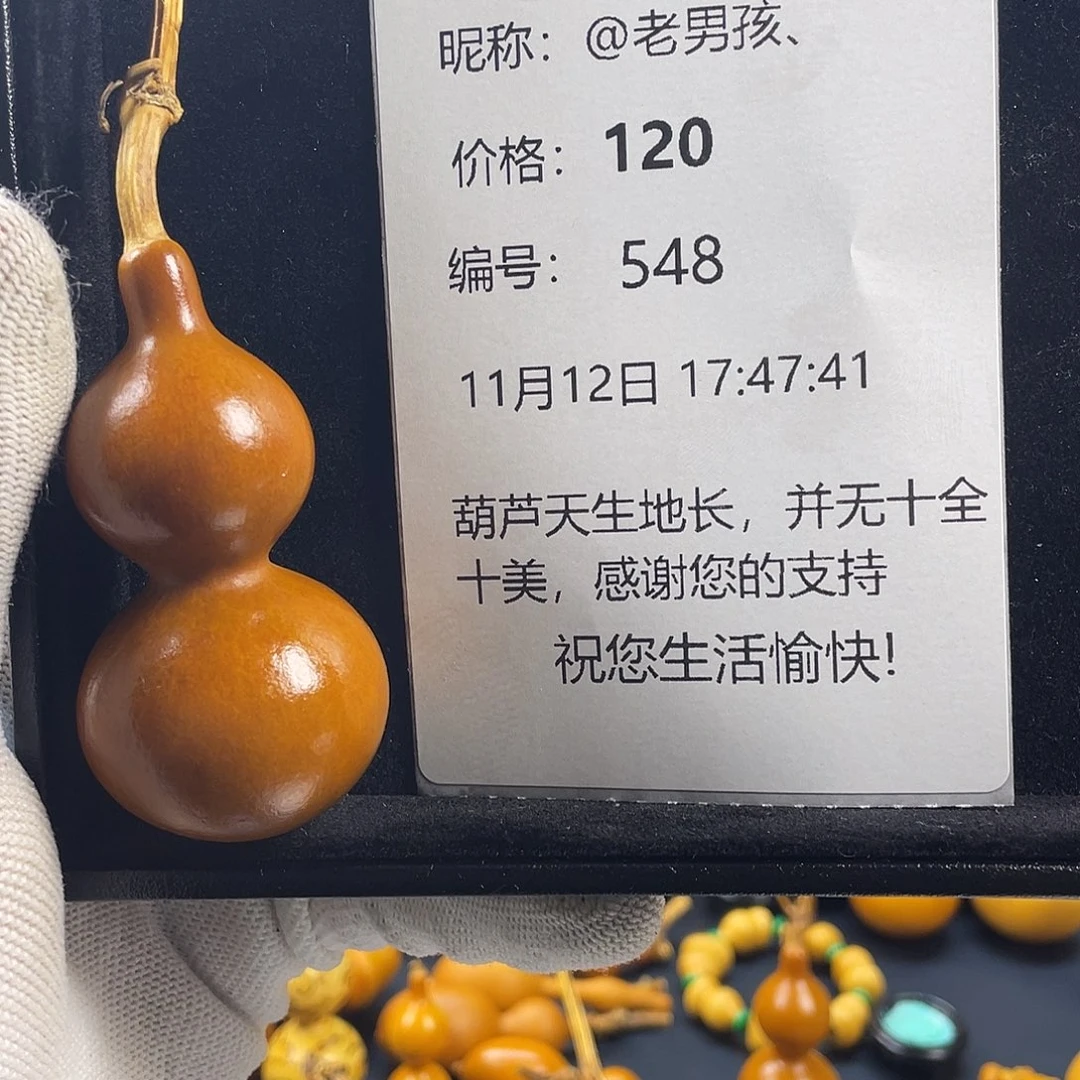 昵称：@老男孩、
价格：120
编号：548
11月12日 17:47:41
葫芦天生地长，并无十全
十美，感谢您的支持
祝您生活愉快!